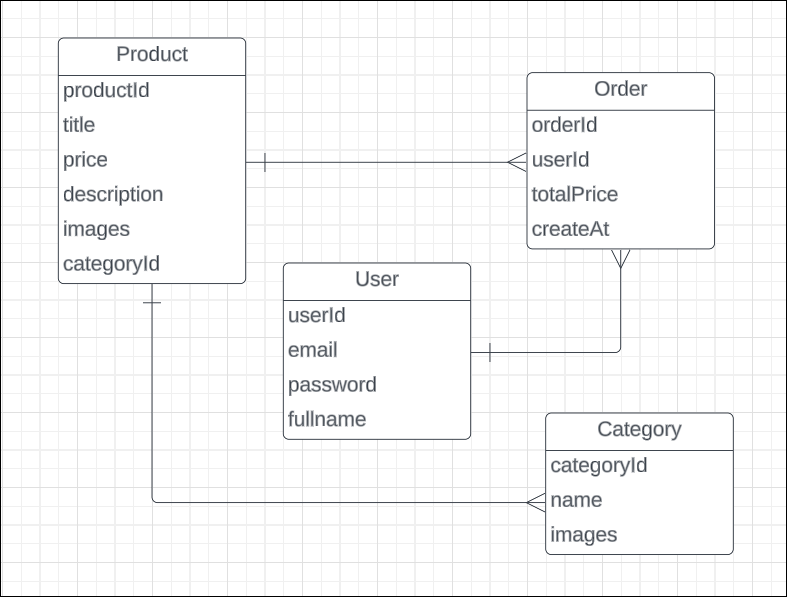 Product
productId
title
price
description
images
categoryId
Order
orderId
userId
totalPrice
createAt
User
userId
email
password
fullname
Category
categoryId
name
images